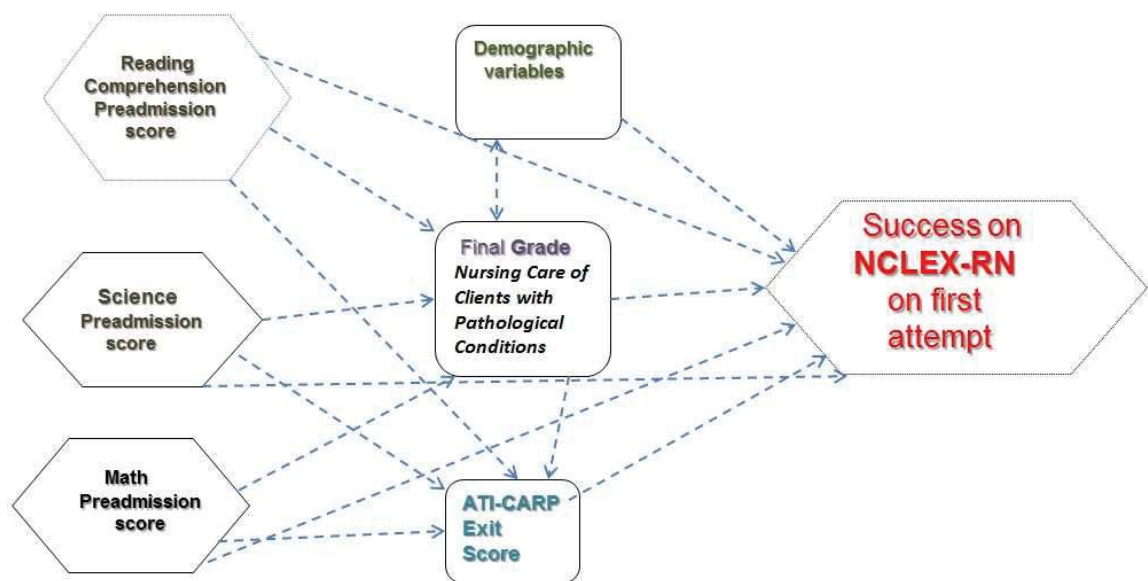 Reading
Comprehension
Preadmission
score
Demographic
variables
Final Grade
Nursing Care of
Clients with
Pathological
Conditions
Success on
NCLEX-RN
on first
attempt
Science
Preadmission
score
Math
Preadmission
score
ATI-CARP
Exit
Score